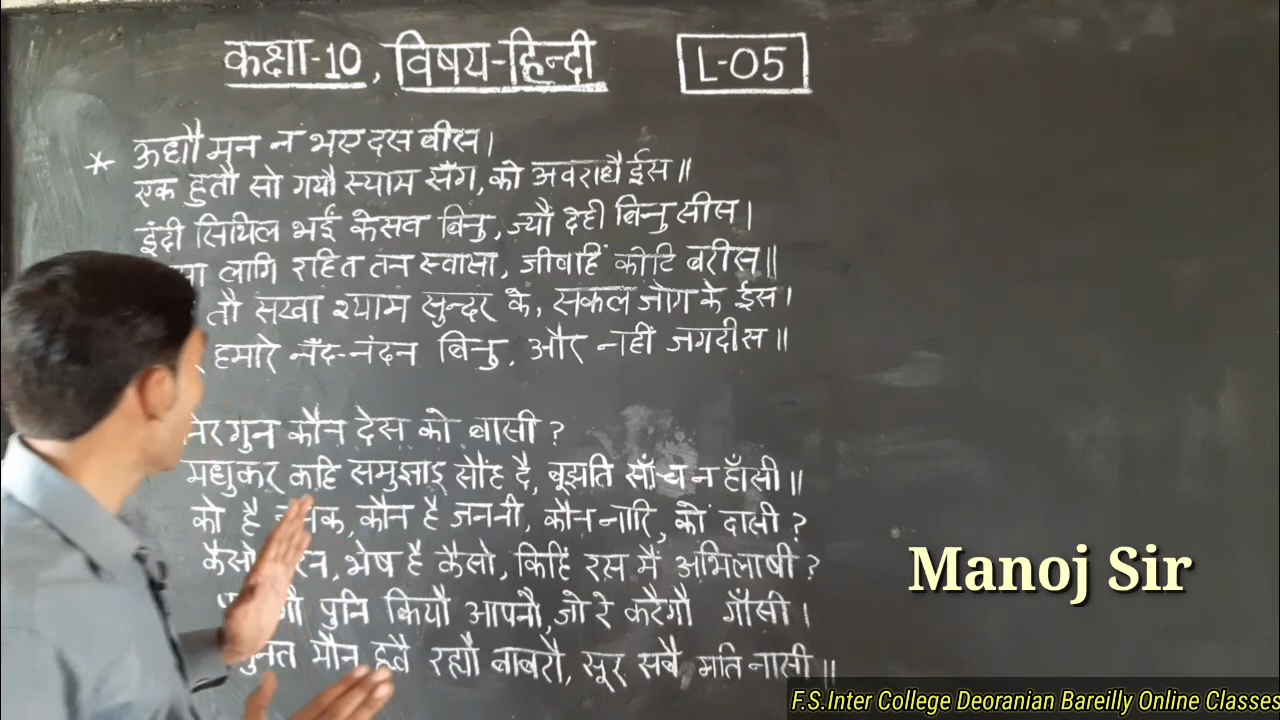 कक्षा-10, विषय-हिन्दी
L-05
* ऊधौ मन न भए दस बीस।
एक हुतौ सो गयौ स्याम सँग, को अवराधै ईस॥
इंद्री सिथिल भईं केसव बिनु, ज्यौं देही बिनु सीस।
लागि रहित तन स्वासा, जीवहिं कोटि बरीस॥
तौ सखा श्याम सुन्दर के, सकल जोग के ईस।
हमारे नँद-नंदन बिनु, और नहीं जगदीस॥
कौन देस को बासी?
मधुकर कहि समुझाइ सौंह दै, बूझति साँच न हाँसी॥
को है जनक, कौन है जननी, कौन नारि, को दासी?
कैसो बरन, भेष है कैसो, किहिं रस मैं अभिलाषी?
पुनि कियौ आपनौ, जो रे करैगौ गाँसी।
मौन ह्वै रह्यौ बाबरौ, सूर सबै मति नासी॥
Manoj Sir
F.S.Inter College Deoranian Bareilly Online Classes